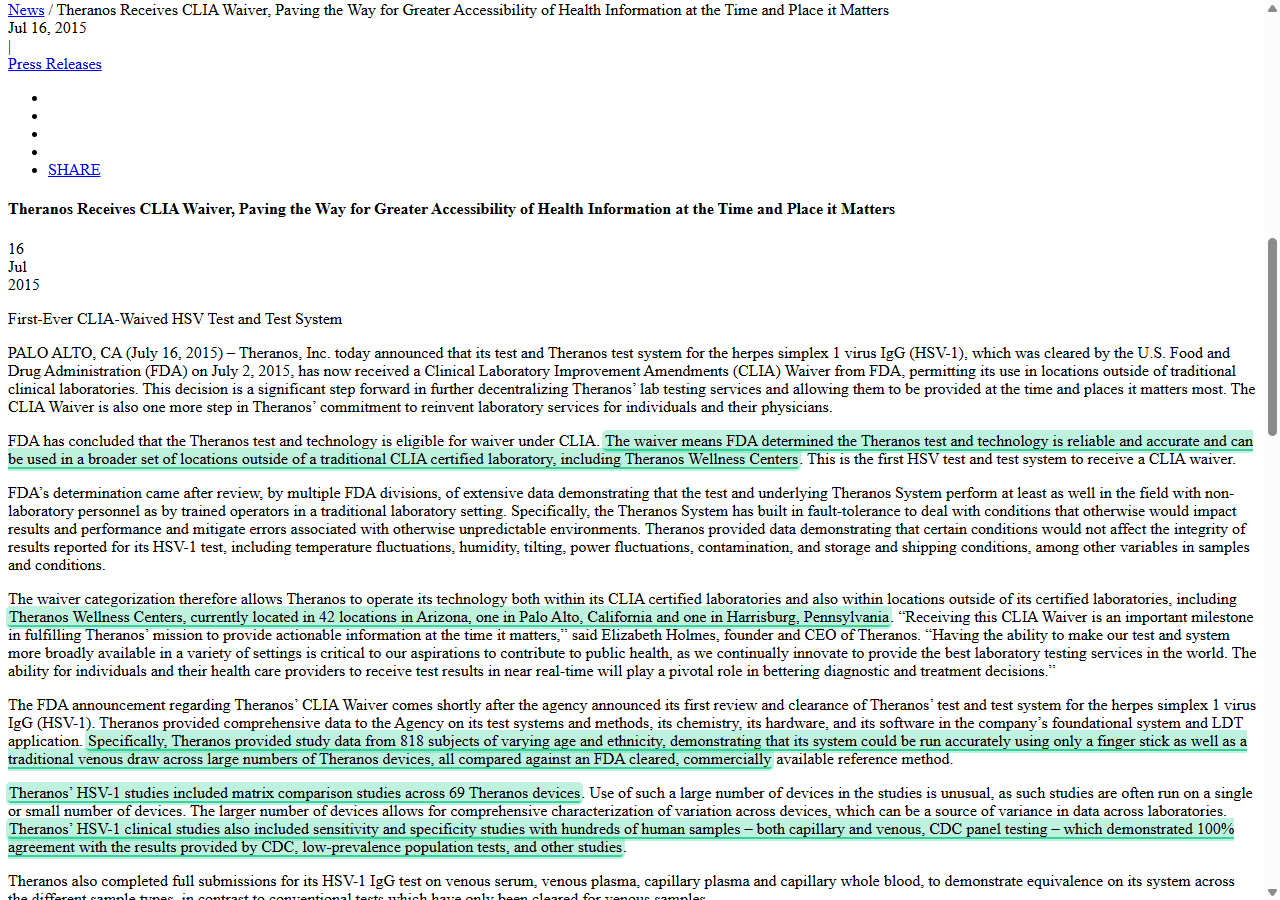 News / Theranos Receives CLIA Waiver, Paving the Way for Greater Accessibility of Health Information at the Time and Place it Matters
Jul 16, 2015
|
Press Releases
SHARE
Theranos Receives CLIA Waiver, Paving the Way for Greater Accessibility of Health Information at the Time and Place it Matters
16
Jul
2015
First-Ever CLIA-Waived HSV Test and Test System
PALO ALTO, CA (July 16, 2015) – Theranos, Inc. today announced that its test and Theranos test system for the herpes simplex 1 virus IgG (HSV-1), which was cleared by the U.S. Food and
Drug Administration (FDA) on July 2, 2015, has now received a Clinical Laboratory Improvement Amendments (CLIA) Waiver from FDA, permitting its use in locations outside of traditional
clinical laboratories. This decision is a significant step forward in further decentralizing Theranos’ lab testing services and allowing them to be provided at the time and places it matters most. The
CLIA Waiver is also one more step in Theranos’ commitment to reinvent laboratory services for individuals and their physicians.
FDA has concluded that the Theranos test and technology is eligible for waiver under CLIA. The waiver means FDA determined the Theranos test and technology is reliable and accurate and can
be used in a broader set of locations outside of a traditional CLIA certified laboratory, including Theranos Wellness Centers. This is the first HSV test and test system to receive a CLIA waiver.
FDA’s determination came after review, by multiple FDA divisions, of extensive data demonstrating that the test and underlying Theranos System perform at least as well in the field with non-
laboratory personnel as by trained operators in a traditional laboratory setting. Specifically, the Theranos System has built in fault-tolerance to deal with conditions that otherwise would impact
results and performance and mitigate errors associated with otherwise unpredictable environments. Theranos provided data demonstrating that certain conditions would not affect the integrity of
results reported for its HSV-1 test, including temperature fluctuations, humidity, tilting, power fluctuations, contamination, and storage and shipping conditions, among other variables in samples
and conditions.
The waiver categorization therefore allows Theranos to operate its technology both within its CLIA certified laboratories and also within locations outside of its certified laboratories, including
Theranos Wellness Centers, currently located in 42 locations in Arizona, one in Palo Alto, California and one in Harrisburg, Pennsylvania. “Receiving this CLIA Waiver is an important milestone
in fulfilling Theranos’ mission to provide actionable information at the time it matters,” said Elizabeth Holmes, founder and CEO of Theranos. “Having the ability to make our test and system
more broadly available in a variety of settings is critical to our aspirations to contribute to public health, as we continually innovate to provide the best laboratory testing services in the world. The
ability for individuals and their health care providers to receive test results in near real-time will play a pivotal role in bettering diagnostic and treatment decisions.”
The FDA announcement regarding Theranos’ CLIA Waiver comes shortly after the agency announced its first review and clearance of Theranos’ test and test system for the herpes simplex 1 virus
IgG (HSV-1). Theranos provided comprehensive data to the Agency on its test systems and methods, its chemistry, its hardware, and its software in the company’s foundational system and LDT
application. Specifically, Theranos provided study data from 818 subjects of varying age and ethnicity, demonstrating that its system could be run accurately using only a finger stick as well as a
traditional venous draw across large numbers of Theranos devices, all compared against an FDA cleared, commercially available reference method.
Theranos’ HSV-1 studies included matrix comparison studies across 69 Theranos devices. Use of such a large number of devices in the studies is unusual, as such studies are often run on a single
or small number of devices. The larger number of devices allows for comprehensive characterization of variation across devices, which can be a source of variance in data across laboratories.
Theranos’ HSV-1 clinical studies also included sensitivity and specificity studies with hundreds of human samples – both capillary and venous, CDC panel testing – which demonstrated 100%
agreement with the results provided by CDC, low-prevalence population tests, and other studies.
Theranos also completed full submissions for its HSV-1 IgG test on venous serum, venous plasma, capillary plasma and capillary whole blood, to demonstrate equivalence on its system across
the different sample types, in contrast to conventional tests which have only been cleared for venous samples.